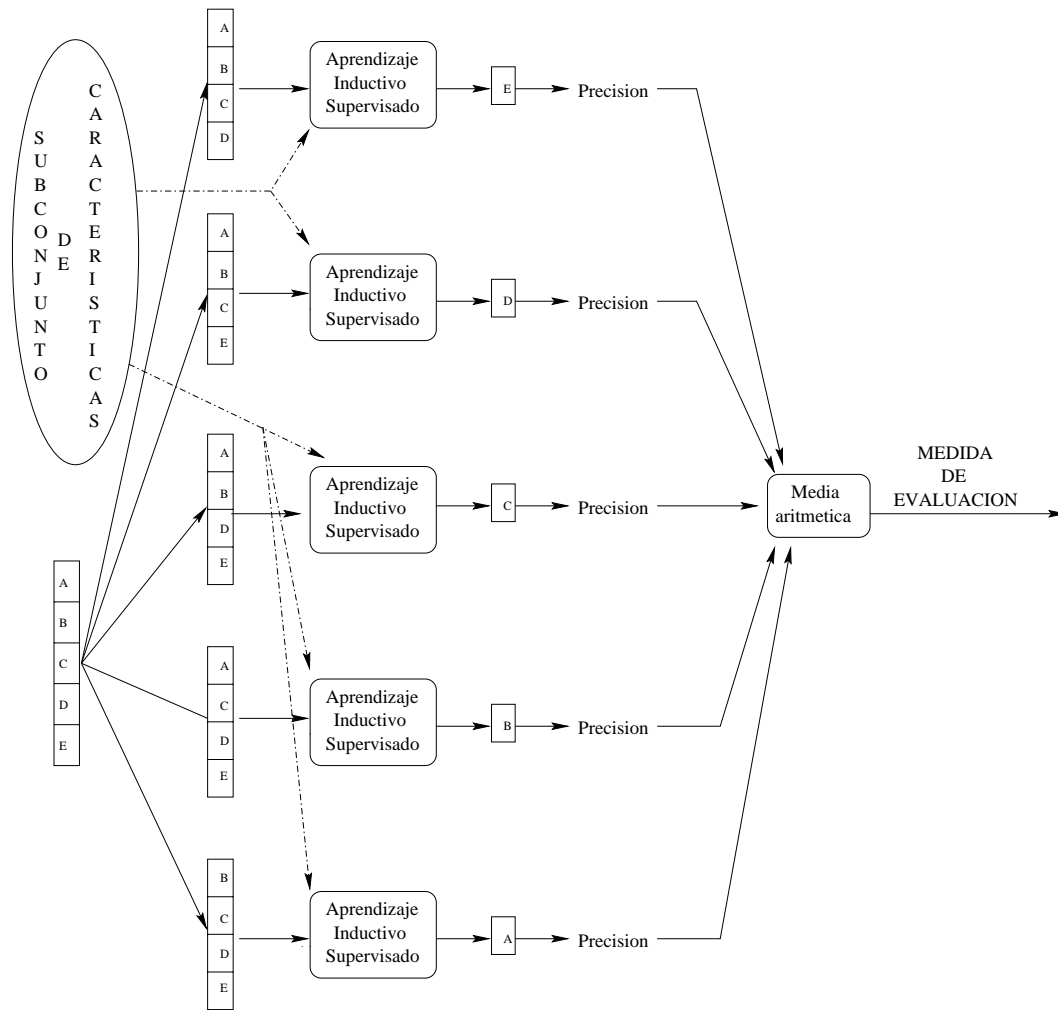 SUBCONJUNTO
DE
CARACTERISTICAS
A
B
C
D
E
A
B
C
D
Aprendizaje
Inductivo
Supervisado
E
Precision
A
B
C
E
Aprendizaje
Inductivo
Supervisado
D
Precision
A
B
D
E
Aprendizaje
Inductivo
Supervisado
C
Precision
A
C
D
E
Aprendizaje
Inductivo
Supervisado
B
Precision
B
C
D
E
Aprendizaje
Inductivo
Supervisado
A
Precision
Media
aritmetica
MEDIDA
DE
EVALUACION